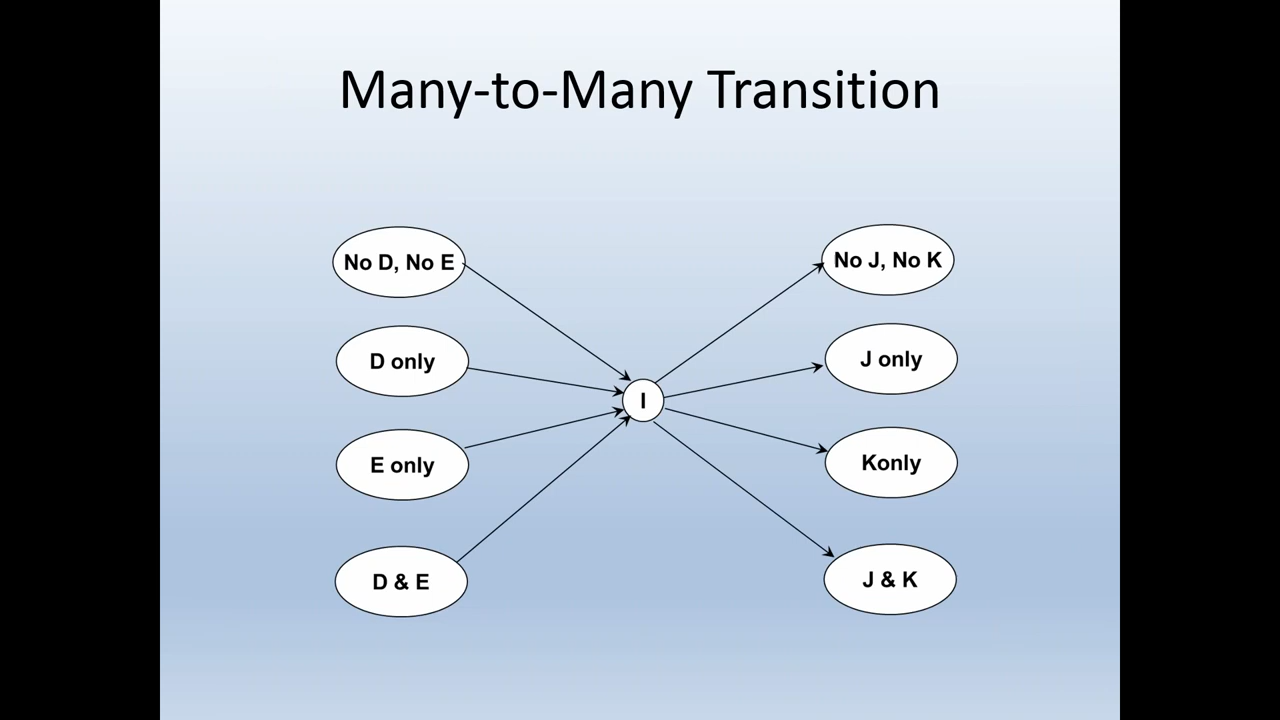 Many-to-Many Transition
No D, No E
No J, No K
D only
J only
I
E only
Konly
D & E
J & K